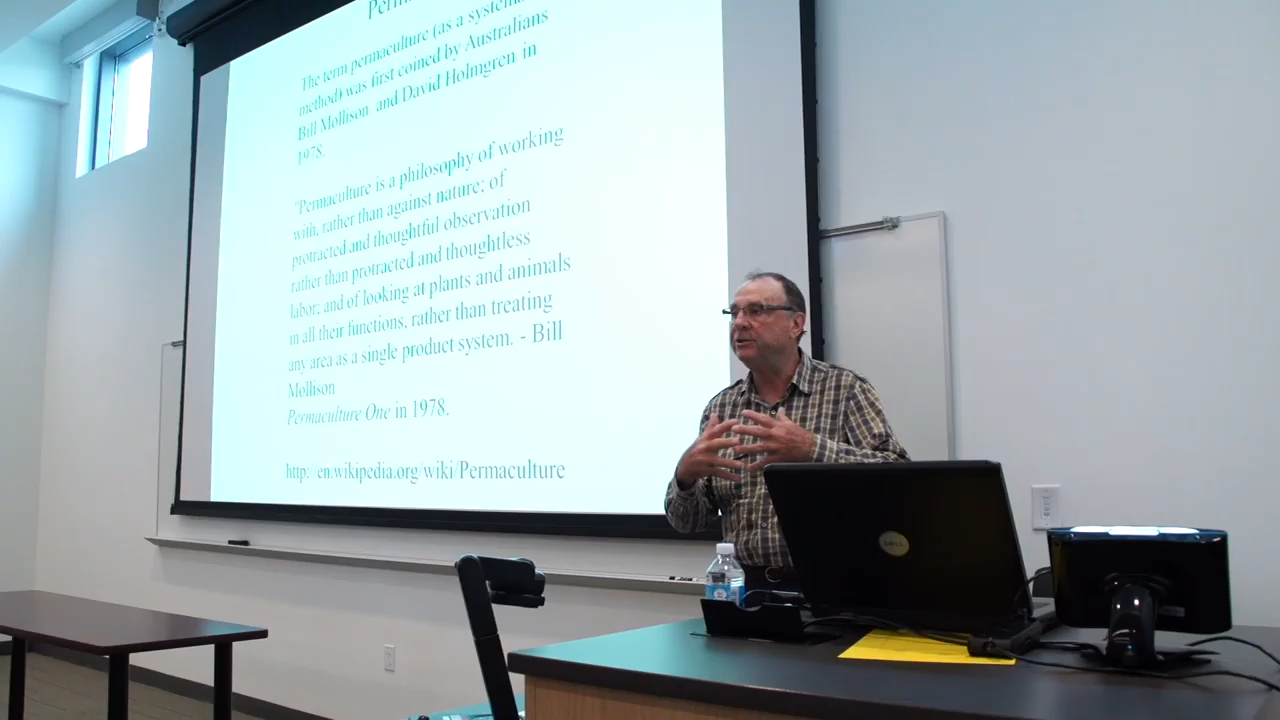 The term permaculture (as a systematic
method) was first coined by Australians
Bill Mollison and David Holmgren in
1978.
"Permaculture is a philosophy of working
with, rather than against nature; of
protracted and thoughtful observation
rather than protracted and thoughtless
labor; and of looking at plants and animals
in all their functions, rather than treating
any area as a single product system. - Bill
Mollison
Permaculture One in 1978.
http://en.wikipedia.org/wiki/Permaculture
DELL